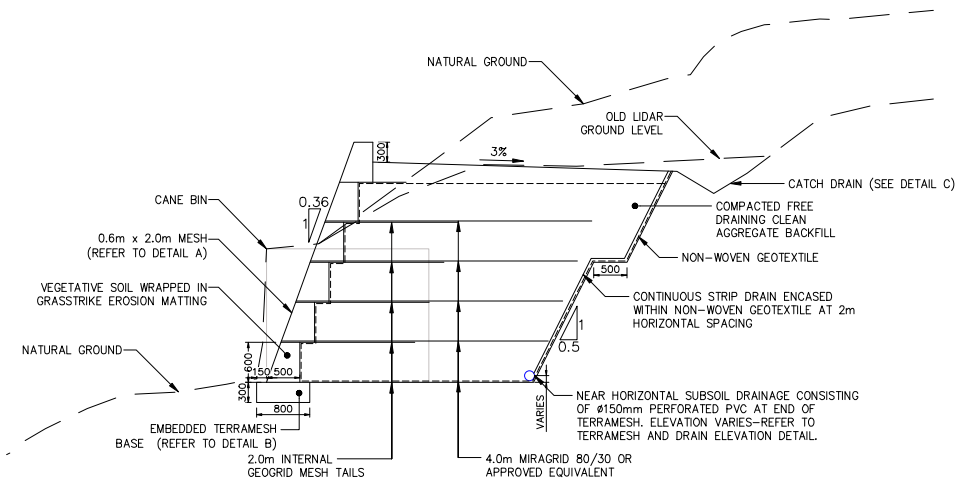 NATURAL GROUND
OLD LIDAR
GROUND LEVEL
300
3%
CATCH DRAIN (SEE DETAIL C)
CANE BIN
0.36
1
COMPACTED FREE
DRAINING CLEAN
AGGREGATE BACKFILL
0.6m x 2.0m MESH
(REFER TO DETAIL A)
NON-WOVEN GEOTEXTILE
500
VEGETATIVE SOIL WRAPPED IN
GRASSTRIKE EROSION MATTING
CONTINUOUS STRIP DRAIN ENCASED
WITHIN NON-WOVEN GEOTEXTILE AT 2m
HORIZONTAL SPACING
1
0.5
NATURAL GROUND
600
150
500
300
800
VARIES
NEAR HORIZONTAL SUBSOIL DRAINAGE CONSISTING
OF ø150mm PERFORATED PVC AT END OF
TERRAMESH. ELEVATION VARIES-REFER TO
TERRAMESH AND DRAIN ELEVATION DETAIL.
EMBEDDED TERRAMESH
BASE (REFER TO DETAIL B)
2.0m INTERNAL
GEOGRID MESH TAILS
4.0m MIRAGRID 80/30 OR
APPROVED EQUIVALENT